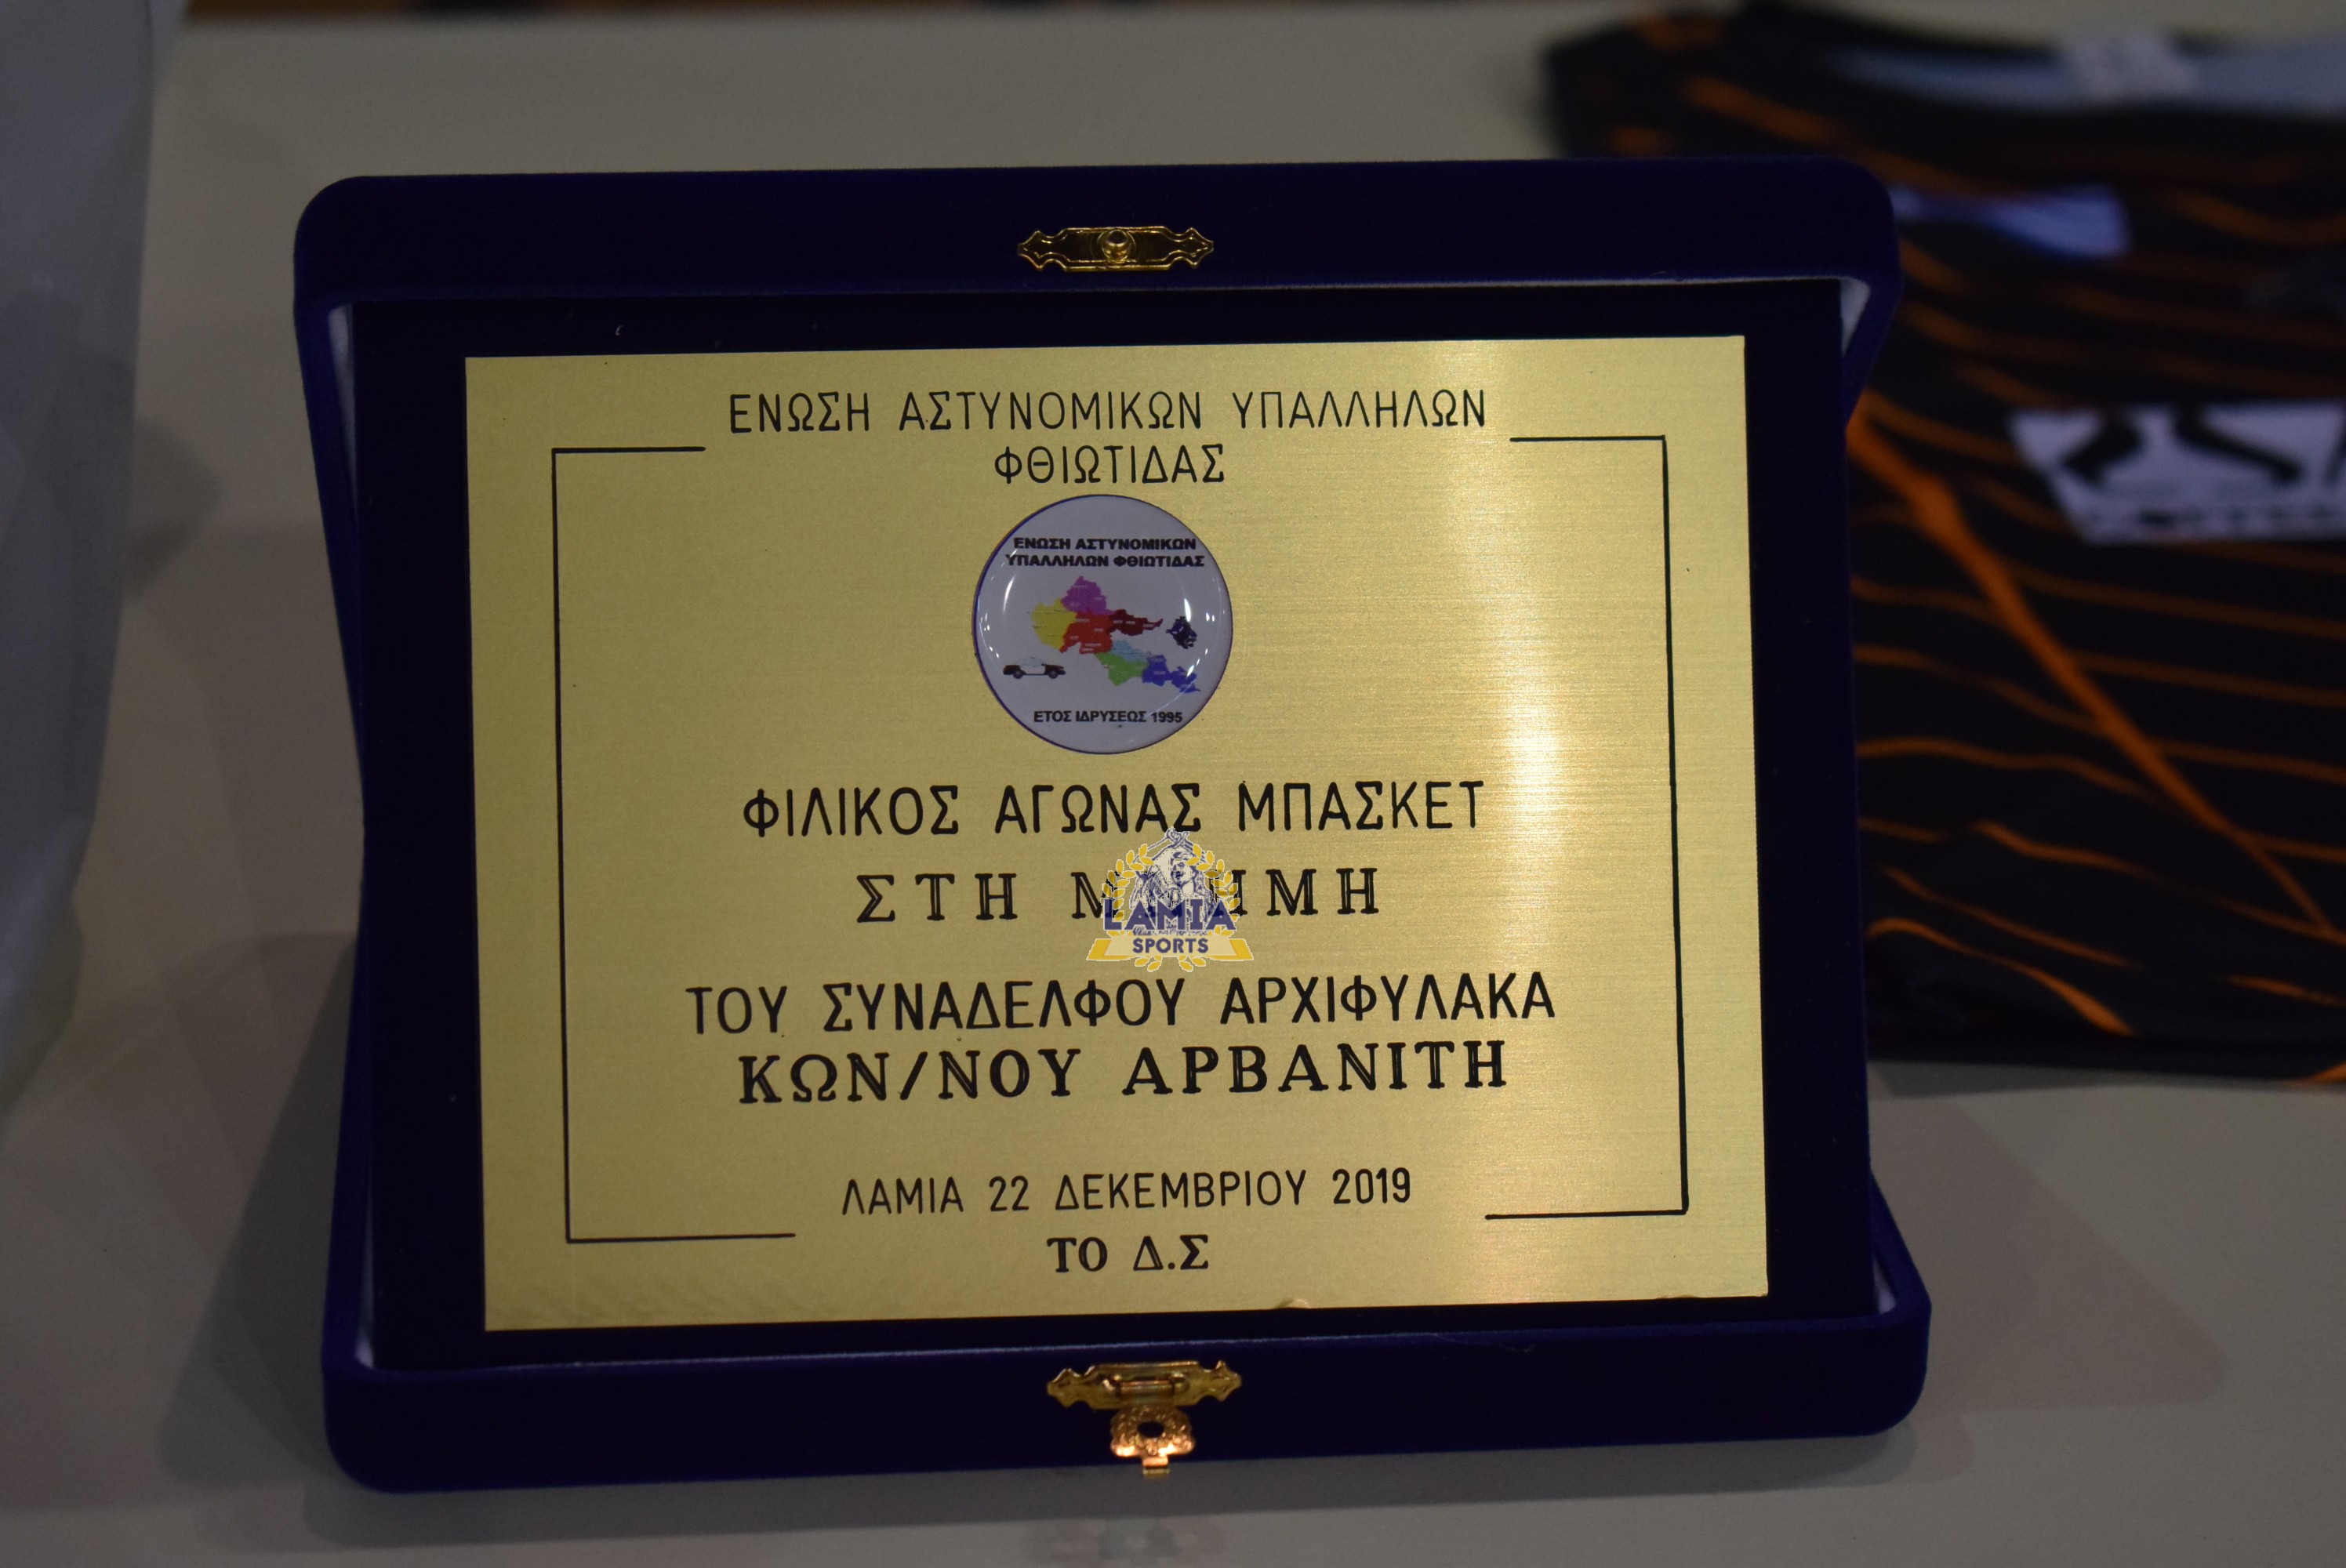 ΕΝΩΣΗ ΑΣΤΥΝΟΜΙΚΩΝ ΥΠΑΛΛΗΛΩΝ
ΦΘΙΩΤΙΔΑΣ
ΕΝΩΣΗ ΑΣΤΥΝΟΜΙΚΩΝ
ΥΠΑΛΛΗΛΩΝ ΦΘΙΩΤΙΔΑΣ
ΕΤΟΣ ΙΔΡΥΣΕΩΣ 1995
ΦΙΛΙΚΟΣ ΑΓΩΝΑΣ ΜΠΑΣΚΕΤ
ΣΤΗ ΜΝΗΜΗ
LAMIA
SPORTS
ΤΟΥ ΣΥΝΑΔΕΛΦΟΥ ΑΡΧΙΦΥΛΑΚΑ
ΚΩΝ/ΝΟΥ ΑΡΒΑΝΙΤΗ
ΛΑΜΙΑ 22 ΔΕΚΕΜΒΡΙΟΥ 2019
ΤΟ Δ.Σ